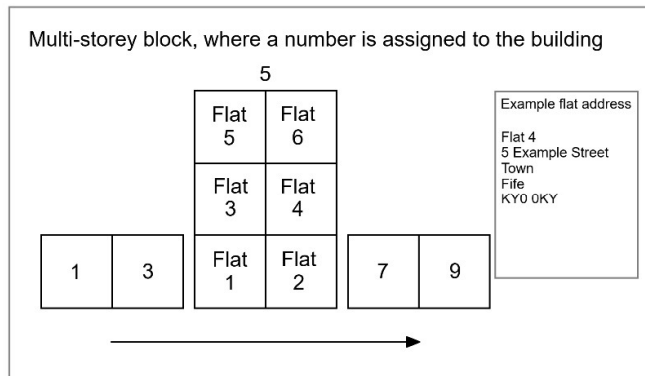 Multi-storey block, where a number is assigned to the building
5
Flat 5
Flat 6
Flat 3
Flat 4
1
3
Flat 1
Flat 2
7
9
Example flat address
Flat 4
5 Example Street
Town
Fife
KY0 0KY